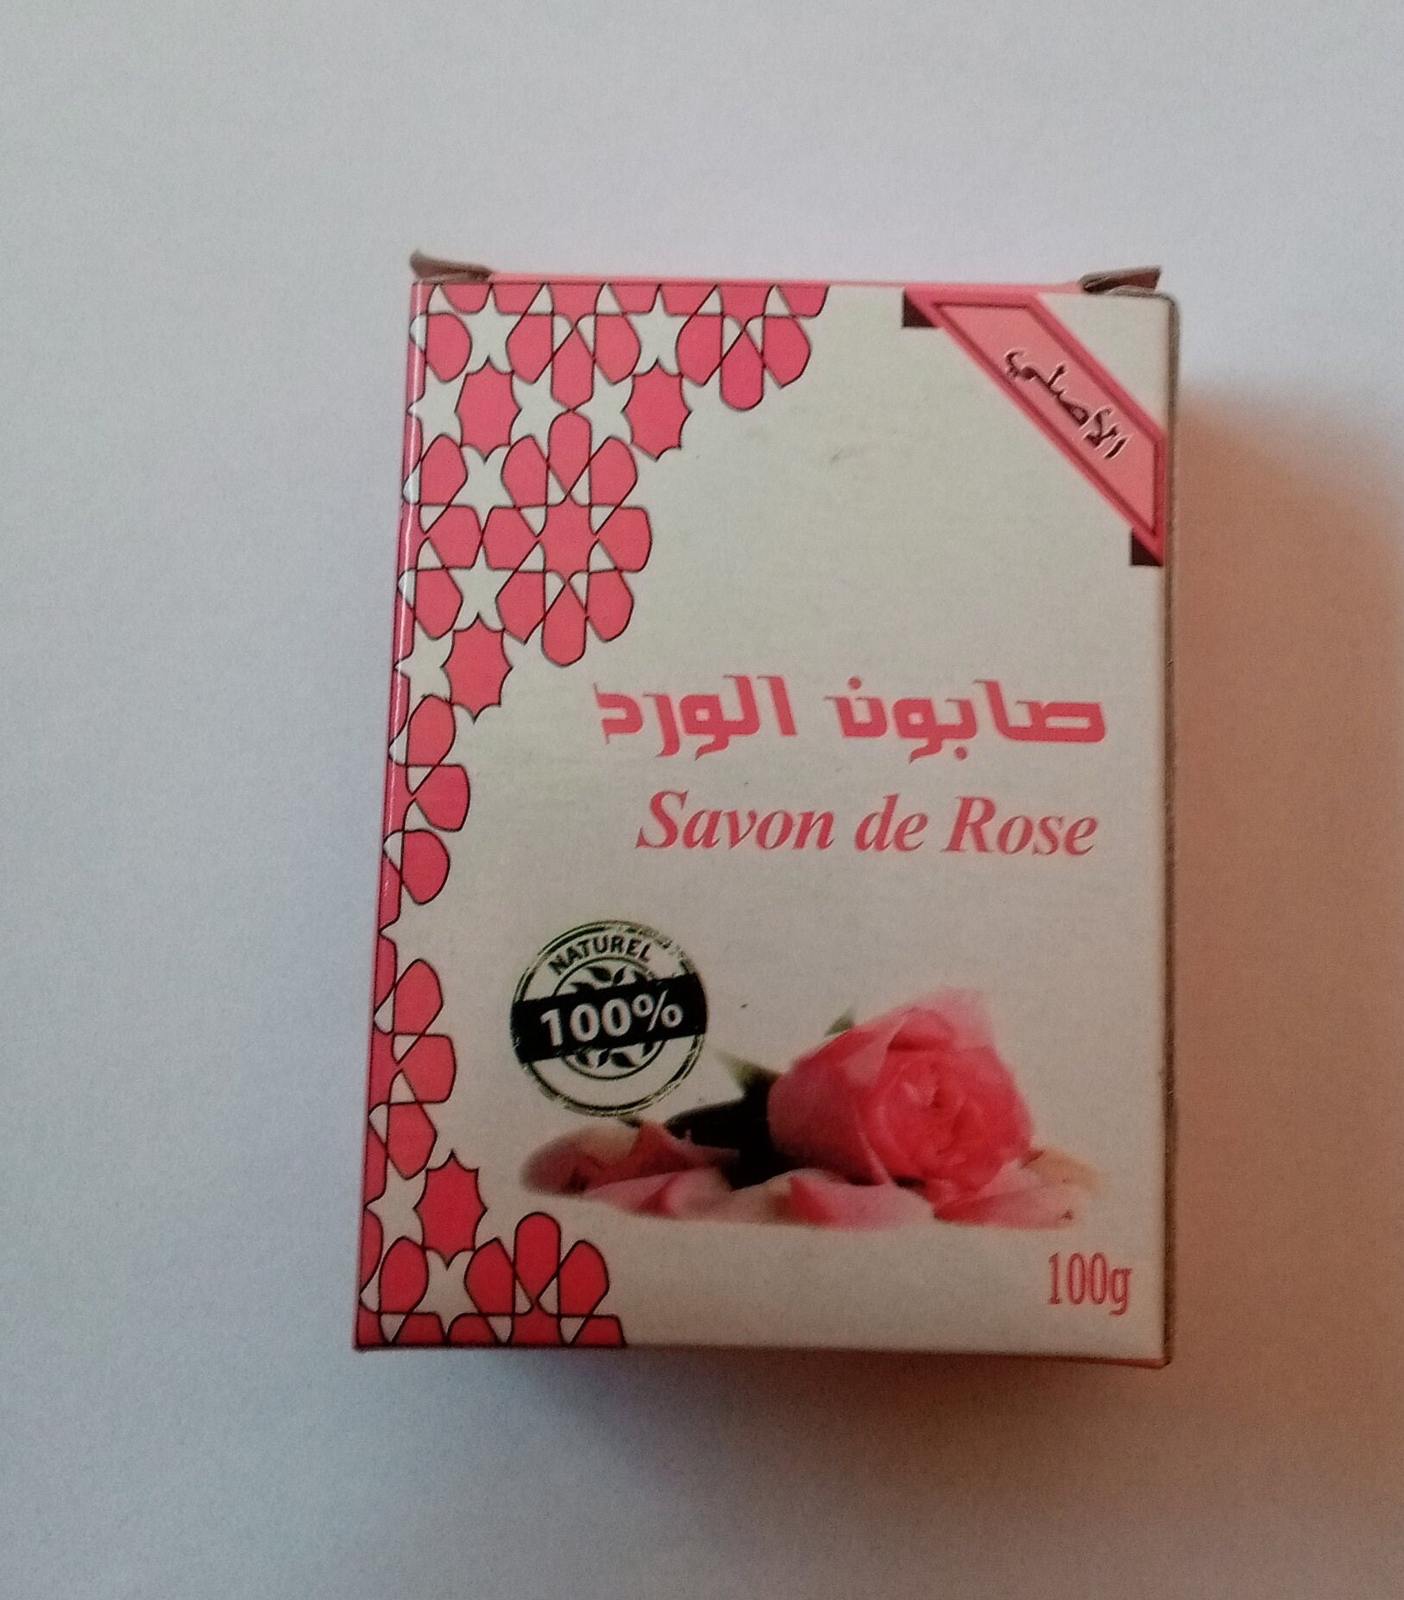 الأصلي
صابون الورد
Savon de Rose
NATUREL
100%
100g